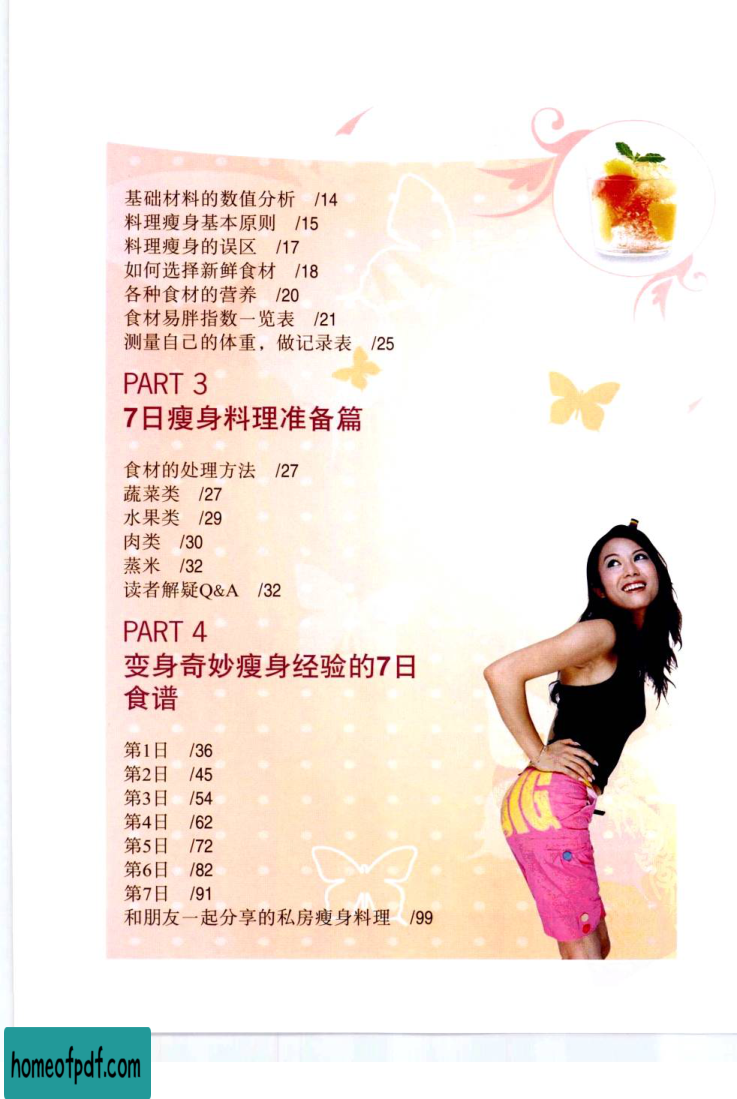 基础材料的数值分析 /14
料理瘦身基本原则 /15
料理瘦身的误区 /17
如何选择新鲜食材 /18
各种食材的营养 /20
食材易胖指数一览表 /21
测量自己的体重，做记录表 /25
PART 3
7日瘦身料理准备篇
食材的处理方法 /27
蔬菜类 /27
水果类 /29
肉类 /30
蒸米 /32
读者解疑Q&A /32
PART 4
变身奇妙瘦身经验的7日
食谱
第1日 /36
第2日 /45
第3日 /54
第4日 /62
第5日 /72
第6日 /82
第7日 /91
和朋友一起分享的私房瘦身料理 /99
homeofpdf.com